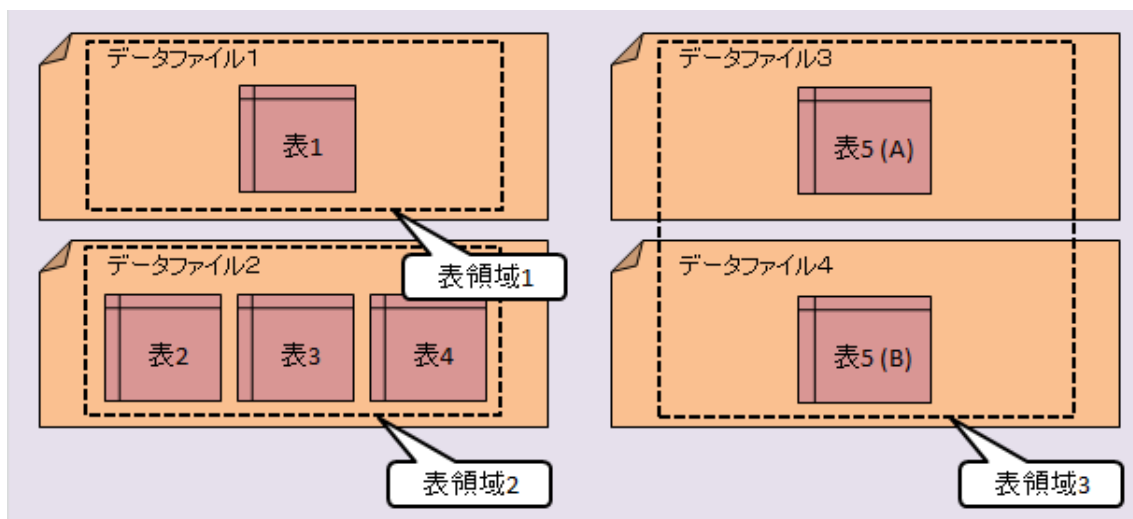 データファイル1
表1
表領域1
データファイル2
表2
表3
表4
表領域2
データファイル3
表5 (A)
データファイル4
表5 (B)
表領域3